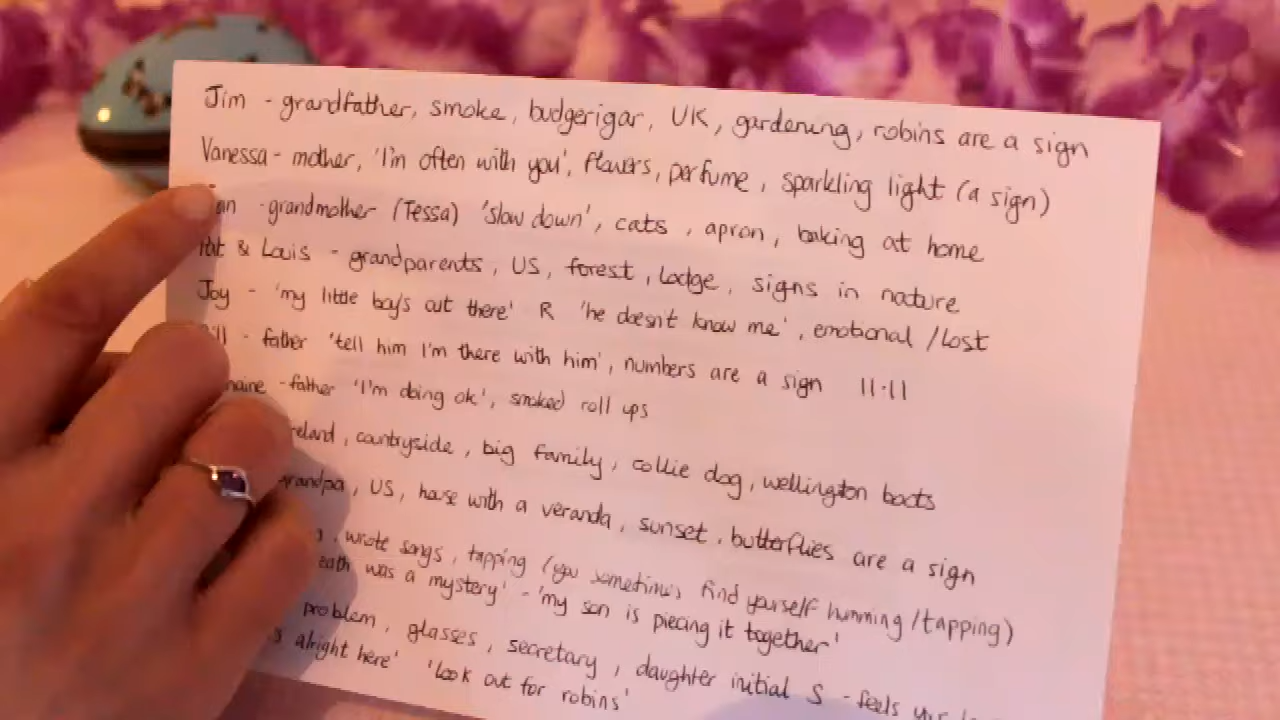 Jim - grandfather, smoke, budgerigar, UK, gardening, robins are a sign
Vanessa - mother, 'I'm often with you', flowers, perfume, sparkling light (a sign)
- grandmother (Tessa) 'slow down', cats, apron, baking at home
& Louis - grandparents, US, forest, lodge, signs in nature
Joy - 'my little boy's out there' R 'he doesn't know me', emotional / lost
- father 'tell him I'm there with him', numbers are a sign 11.11
- father 'I'm doing ok', smoked roll ups
, countryside, big family, collie dog, wellington boots
grandpa, US, house with a veranda, sunset, butterflies are a sign
, wrote songs, tapping (you sometimes find yourself humming/tapping)
was a mystery' - 'my son is piecing it together'
problem, glasses, secretary, daughter initial S - feels
alright here' 'look out for robins'